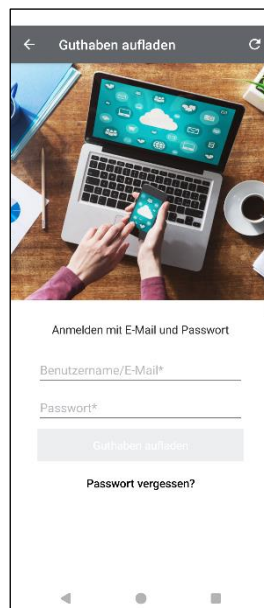 Guthaben aufladen
Anmelden mit E-Mail und Passwort
Benutzername/E-Mail*
Passwort*
Guthaben aufladen
Passwort vergessen?